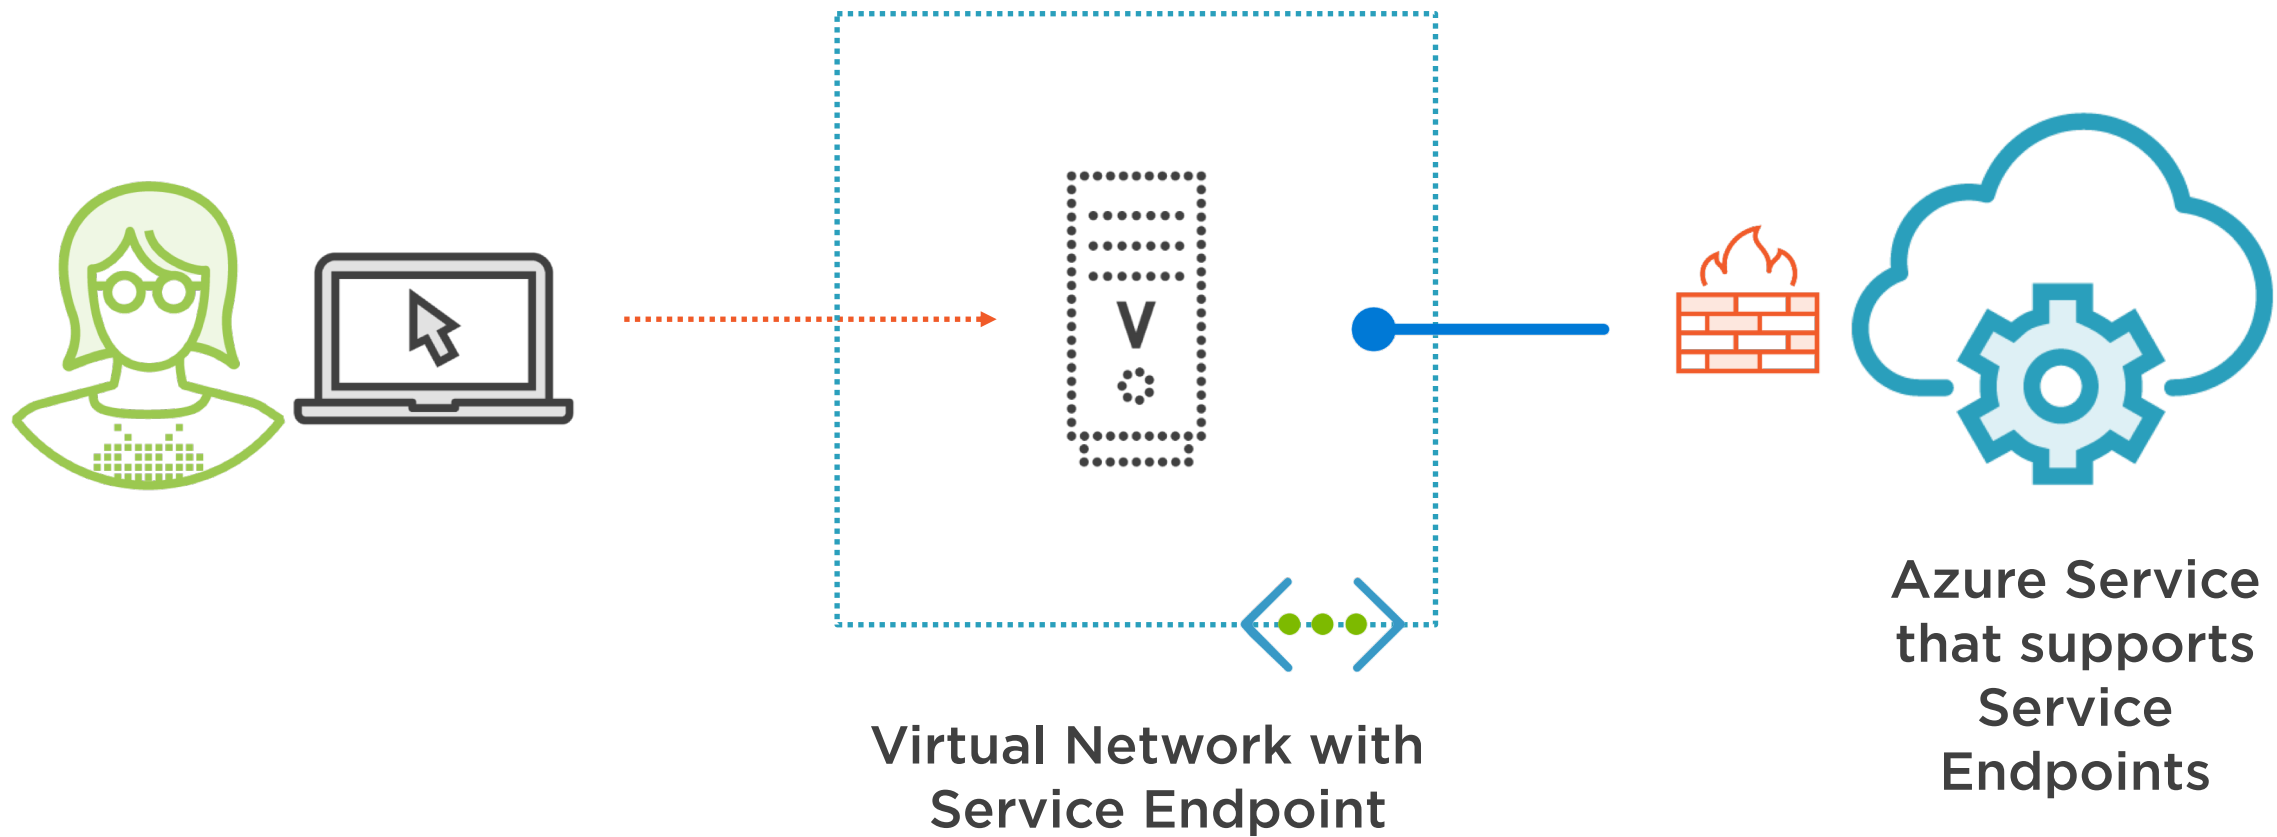 V
Azure Service
that supports
Service
Endpoints
Virtual Network with
Service Endpoint